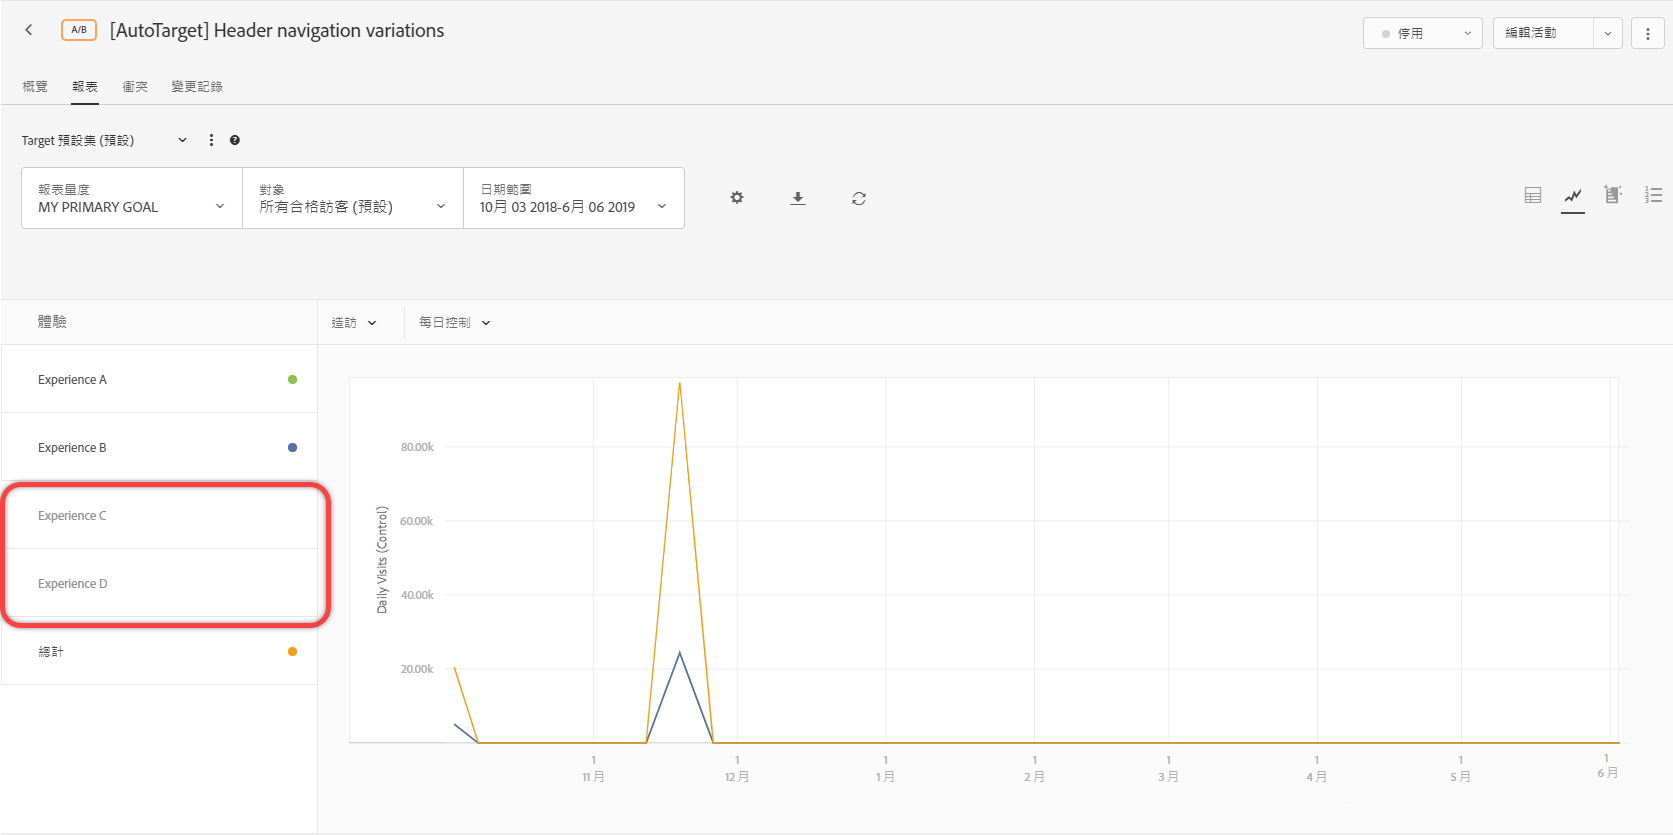 A/B [AutoTarget] Header navigation variations
停用
編輯活動
概覽 報表 衝突 變更記錄
Target 預設集 (預設)
報表量度
MY PRIMARY GOAL
對象
所有合格訪客 (預設)
日期範圍
10月 03 2018-6月 06 2019
體驗
造訪
每日控制
Experience A
Experience B
Experience C
Experience D
總計
Daily Visits (Control)
80.00k
60.00k
40.00k
20.00k
1
11 月
1
12 月
1
1 月
1
2 月
1
3 月
1
4 月
1
5 月
1
6 月